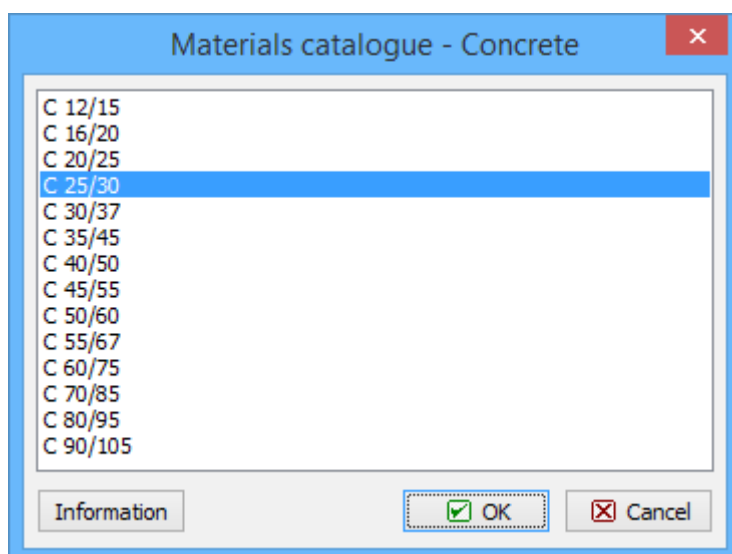 Materials catalogue - Concrete
C 12/15
C 16/20
C 20/25
C 25/30
C 30/37
C 35/45
C 40/50
C 45/55
C 50/60
C 55/67
C 60/75
C 70/85
C 80/95
C 90/105
Information OK Cancel